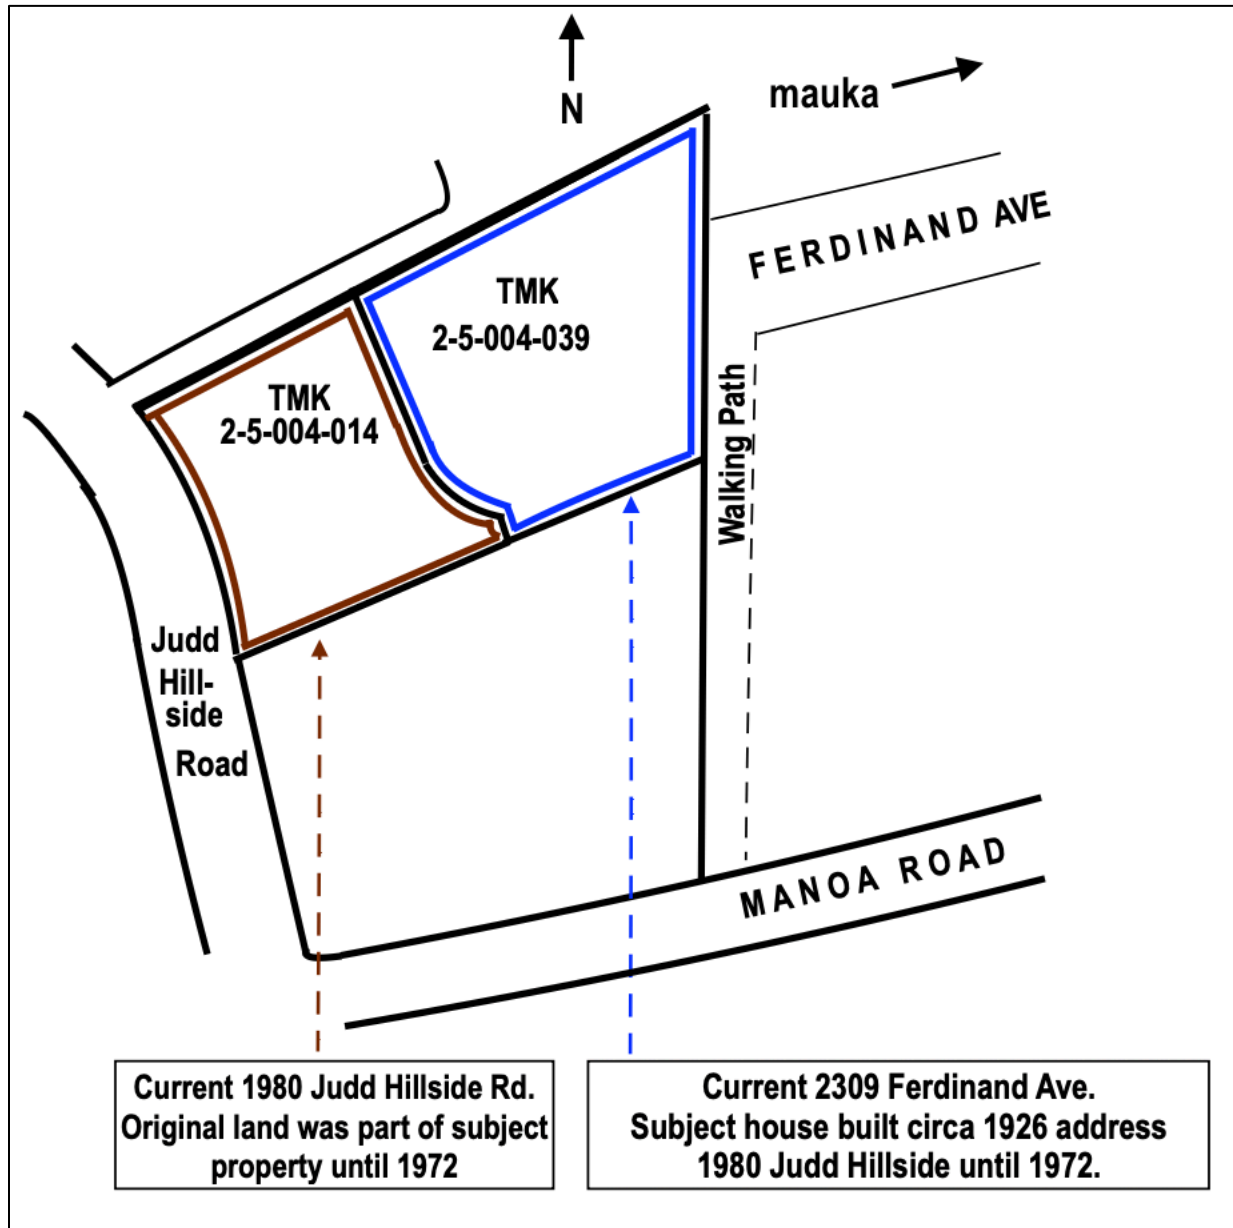 N
mauka
FERDINAND AVE
TMK
2-5-004-039
TMK
2-5-004-014
Walking Path
Judd
Hill-
side
Road
MANOA ROAD
Current 1980 Judd Hillside Rd.
Original land was part of subject
property until 1972
Current 2309 Ferdinand Ave.
Subject house built circa 1926 address
1980 Judd Hillside until 1972.